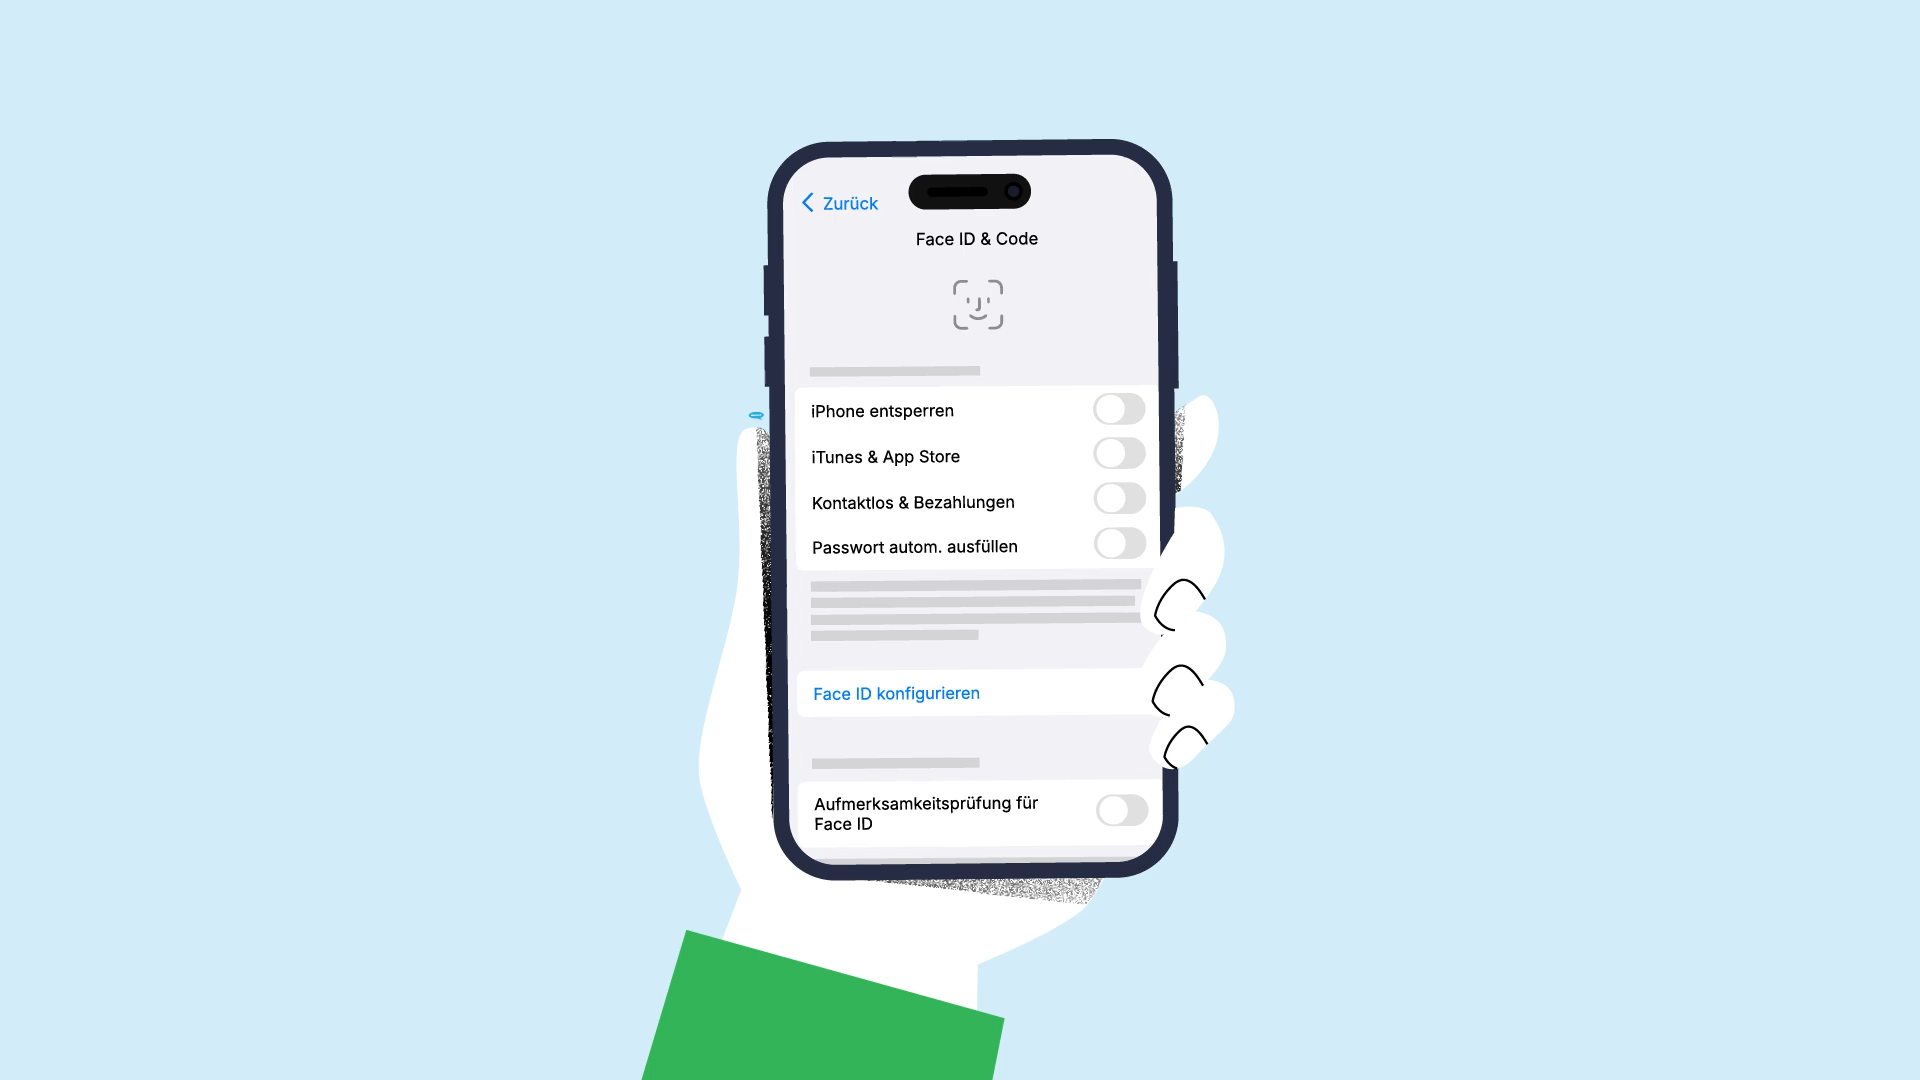 Zurück
Face ID & Code
iPhone entsperren
iTunes & App Store
Kontaktlos & Bezahlungen
Passwort autom. ausfüllen
Face ID konfigurieren
Aufmerksamkeitsprüfung für
Face ID